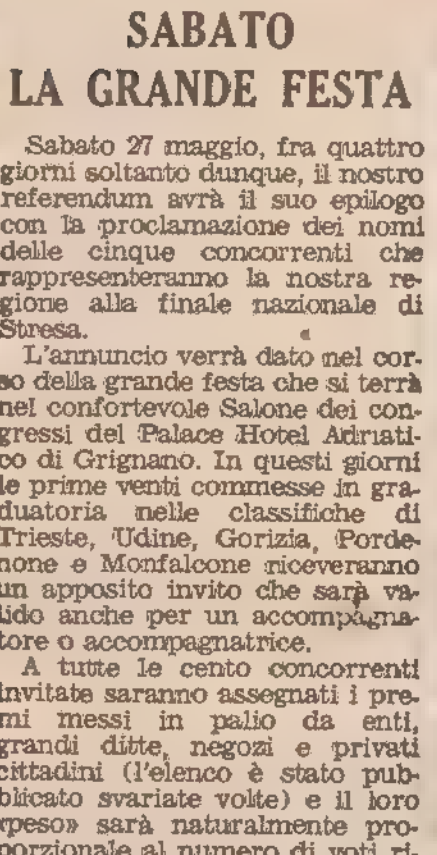 SABATO
LA GRANDE FESTA
Sabato 27 maggio, fra quattro
giorni soltanto dunque, il nostro
referendum avrà il suo epilogo
con la proclamazione dei nomi
delle cinque concorrenti che
rappresenteranno la nostra re-
gione alla finale nazionale di
Stresa.
L'annuncio verrà dato nel cor-
so della grande festa che si terrà
nel confortevole Salone dei con-
gressi del Palace Hotel Adriati-
co di Grignano. In questi giorni
le prime venti commesse in gra-
duatoria nelle classifiche di
Trieste, Udine, Gorizia, Porde-
none e Monfalcone riceveranno
un apposito invito che sarà va-
lido anche per un accompagna-
tore o accompagnatrice.
A tutte le cento concorrenti
invitate saranno assegnati i pre-
mi messi in palio da enti,
grandi ditte, negozi e privati
cittadini (l'elenco è stato pub-
blicato svariate volte) e il loro
«peso» sarà naturalmente pro-
porzionale al numero di voti ri-